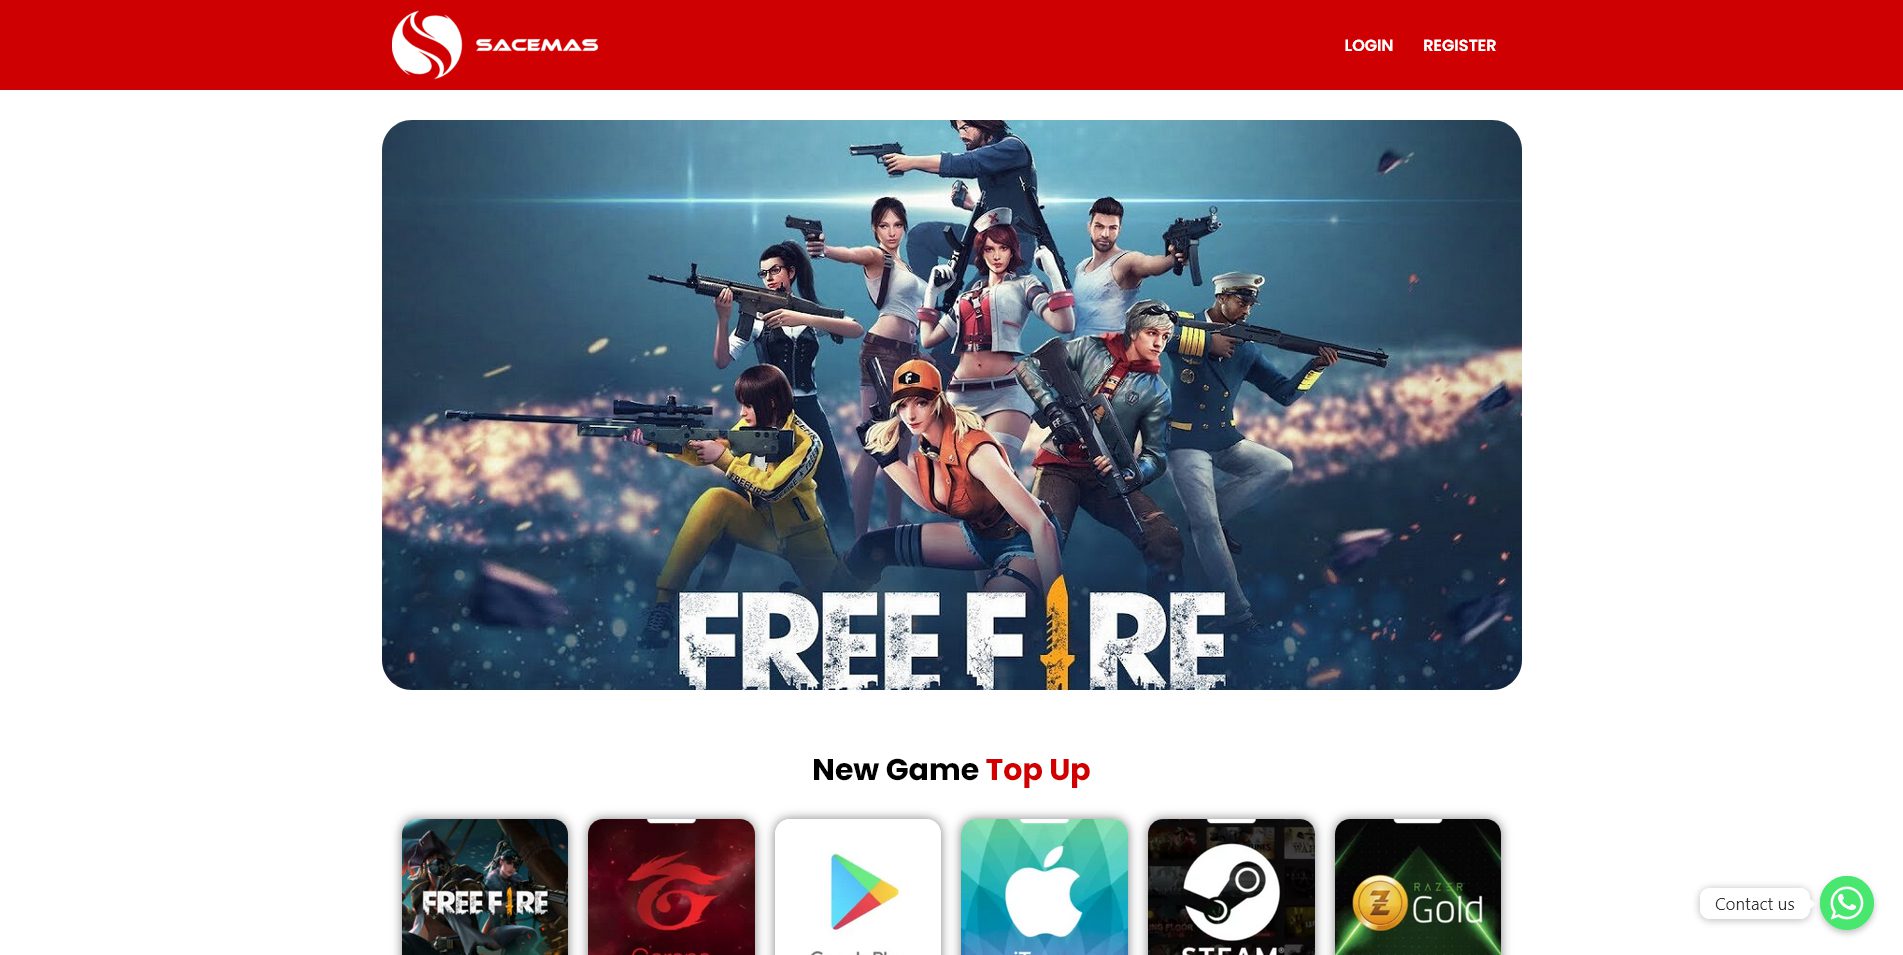 SACEMAS
LOGIN
REGISTER
FREE FIRE
New Game Top Up
FREE FIRE
RAZER
Gold
STEAM
Contact us